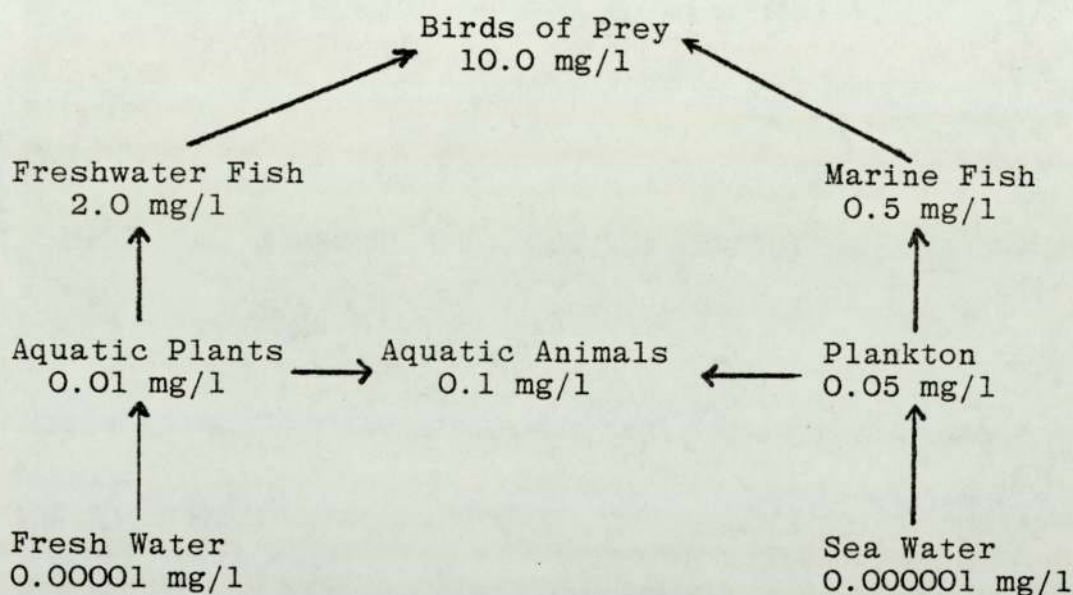 Birds of Prey
10.0 mg/l
Freshwater Fish
2.0 mg/l
Marine Fish
0.5 mg/l
Aquatic Plants
0.01 mg/l
Aquatic Animals
0.1 mg/l
Plankton
0.05 mg/l
Fresh Water
0.00001 mg/l
Sea Water
0.000001 mg/l